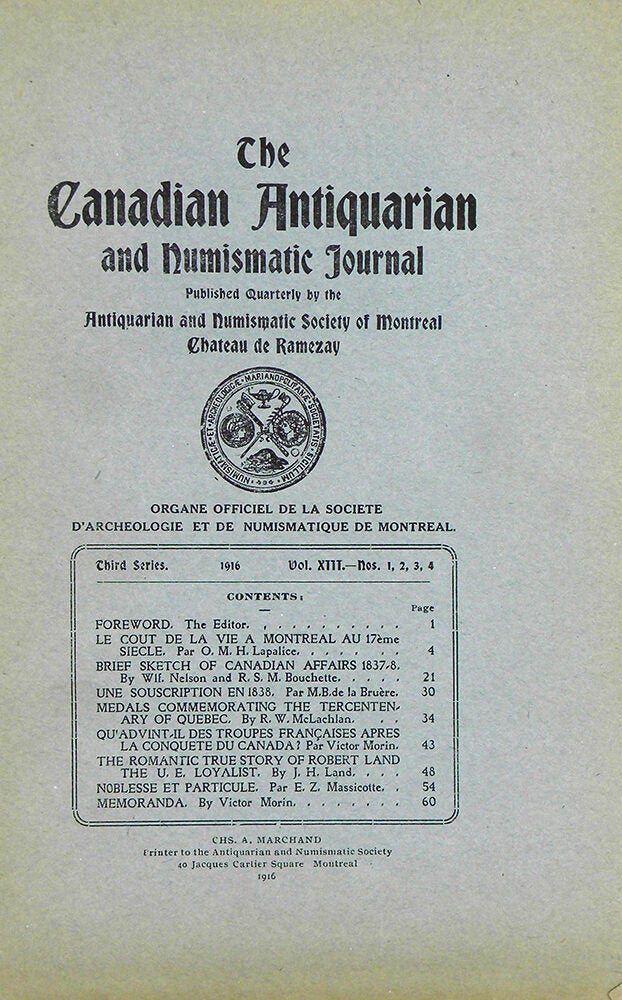 The
Canadian Antiquarian
and Numismatic Journal
Published Quarterly by the
Antiquarian and Numismatic Society of Montreal
Chateau de Ramezay
NUMISMATICÆ·ET·ARCHEOLOGICÆ·MARIANOPOLITANÆ·SOCIETATIS·SIGILLUM
ORGANE OFFICIEL DE LA SOCIETE
D'ARCHEOLOGIE ET DE NUMISMATIQUE DE MONTREAL.
Third Series. 1916 Vol. XIII.—Nos. 1, 2, 3, 4
CONTENTS:
Page
FOREWORD. The Editor. . . . . . . . . . . 1
LE COUT DE LA VIE A MONTREAL AU 17ème
SIECLE. Par O. M. H. Lapalice. . . . . . . 4
BRIEF SKETCH OF CANADIAN AFFAIRS 1837-8.
By Wlf. Nelson and R. S. M. Bouchette. . . . . 21
UNE SOUSCRIPTION EN 1838. Par M.B.de la Bruère. 30
MEDALS COMMEMORATING THE TERCENTEN-
ARY OF QUEBEC. By R. W. McLachlan. . . 34
QU'ADVINT-IL DES TROUPES FRANÇAISES APRES
LA CONQUETE DU CANADA? Par Victor Morin. 43
THE ROMANTIC TRUE STORY OF ROBERT LAND
THE U. E. LOYALIST. By J. H. Land. . . . 48
NOBLESSE ET PARTICULE. Par E. Z. Massicotte. . 54
MEMORANDA. By Victor Morin. . . . . . . . 60
CHS. A. MARCHAND
Printer to the Antiquarian and Numismatic Society
40 Jacques Cartier Square Montreal
1916